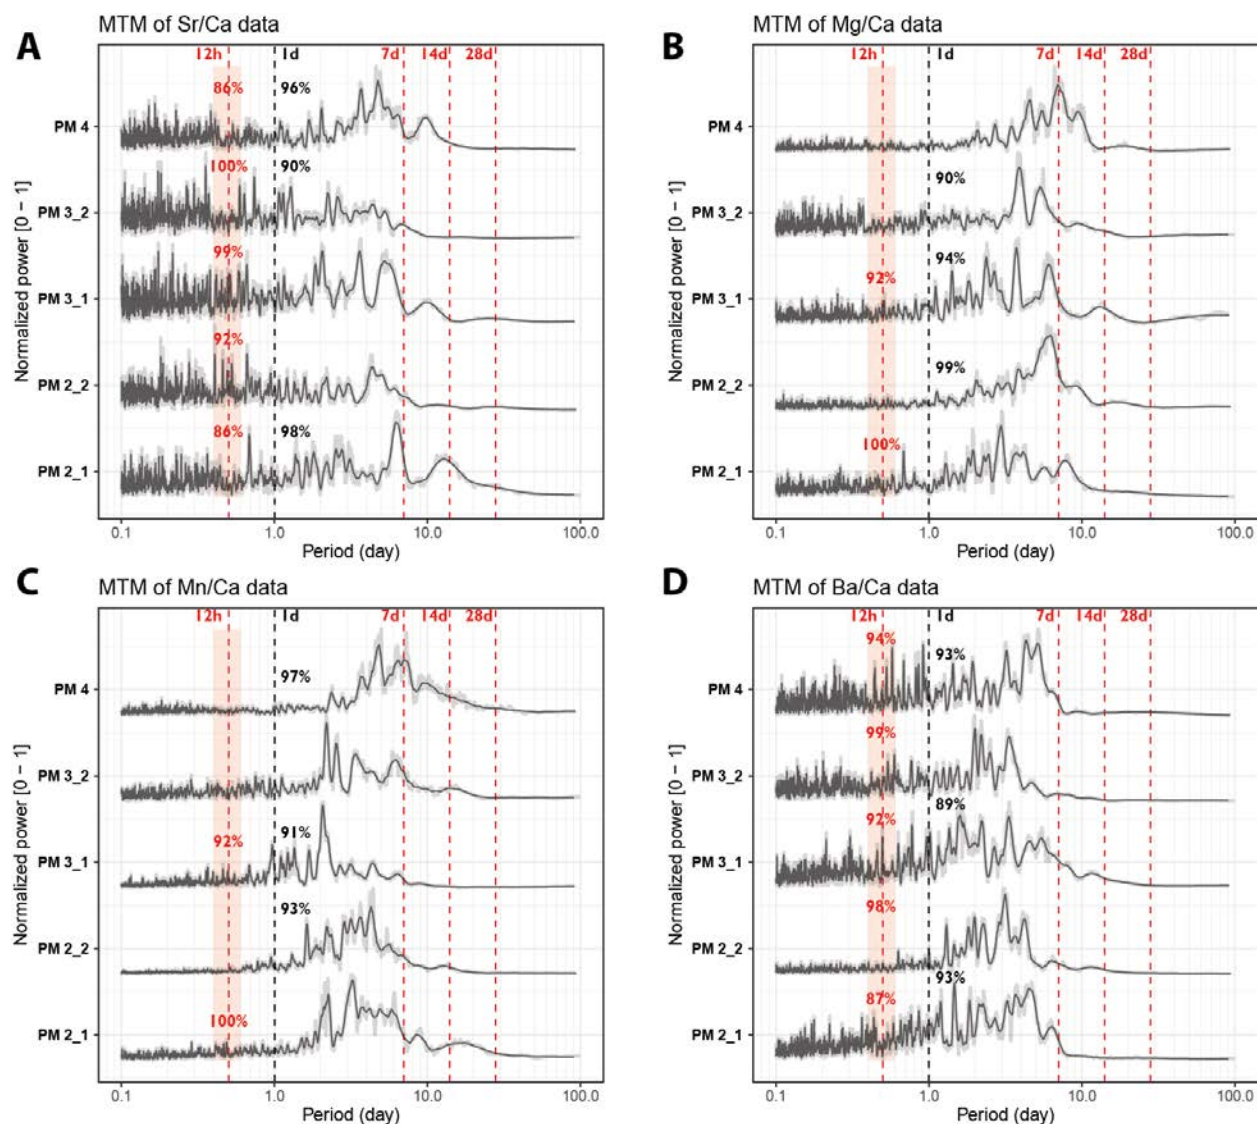 A
MTM of Sr/Ca data
12h
1d
7d
14d
28d
86%
96%
PM 4
100%
90%
PM 3_2
99%
PM 3_1
92%
PM 2_2
86%
98%
PM 2_1
Normalized power [0 – 1]
0.1
1.0
10.0
100.0
Period (day)
B
MTM of Mg/Ca data
12h
1d
7d
14d
28d
PM 4
90%
PM 3_2
94%
92%
PM 3_1
99%
PM 2_2
100%
PM 2_1
Normalized power [0 – 1]
0.1
1.0
10.0
100.0
Period (day)
C
MTM of Mn/Ca data
12h
1d
7d
14d
28d
97%
PM 4
PM 3_2
91%
92%
PM 3_1
93%
PM 2_2
100%
PM 2_1
Normalized power [0 – 1]
0.1
1.0
10.0
100.0
Period (day)
D
MTM of Ba/Ca data
12h
1d
7d
14d
28d
94%
93%
PM 4
99%
PM 3_2
89%
92%
PM 3_1
98%
PM 2_2
93%
87%
PM 2_1
Normalized power [0 – 1]
0.1
1.0
10.0
100.0
Period (day)